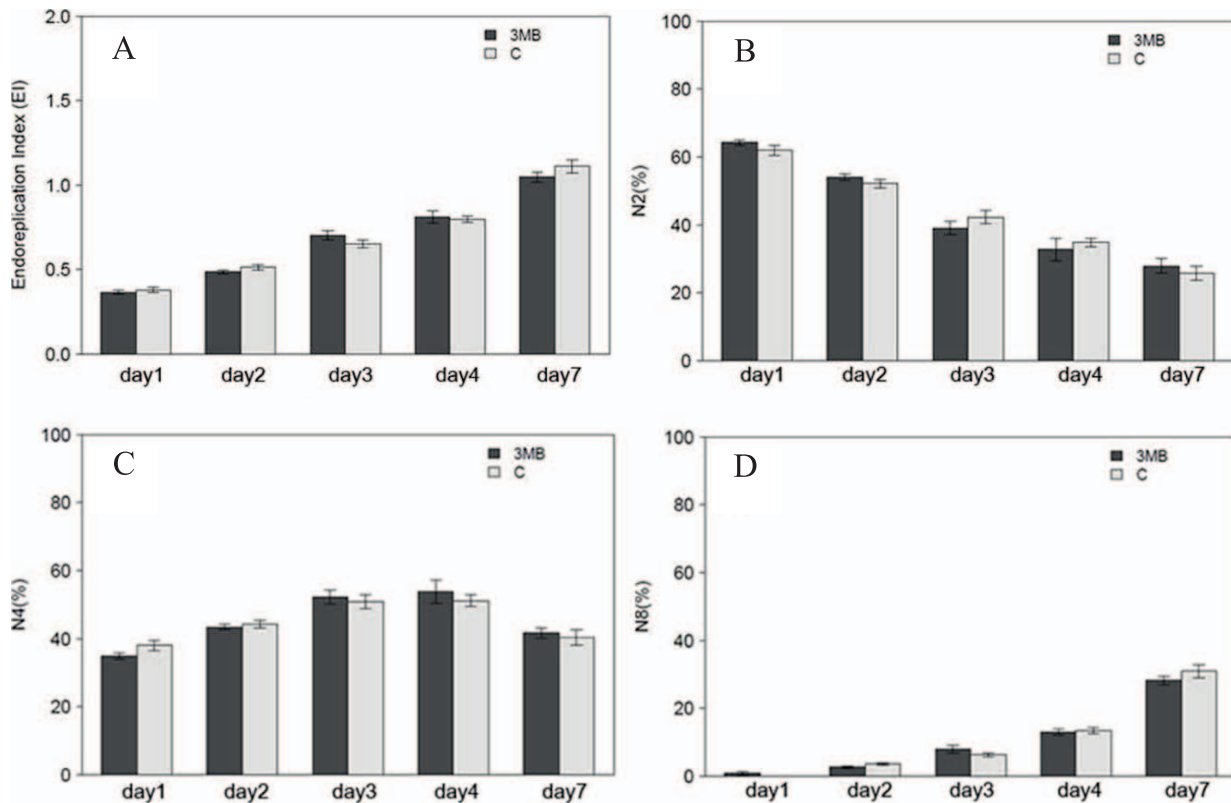 A
3MB
C
Endoreplication Index (EI)
2.0
1.5
1.0
0.5
0.0
day1 day2 day3 day4 day7
B
3MB
C
N2(%)
100
80
60
40
20
0
day1 day2 day3 day4 day7
C
3MB
C
N4(%)
100
80
60
40
20
0
day1 day2 day3 day4 day7
D
3MB
C
N8(%)
100
80
60
40
20
0
day1 day2 day3 day4 day7